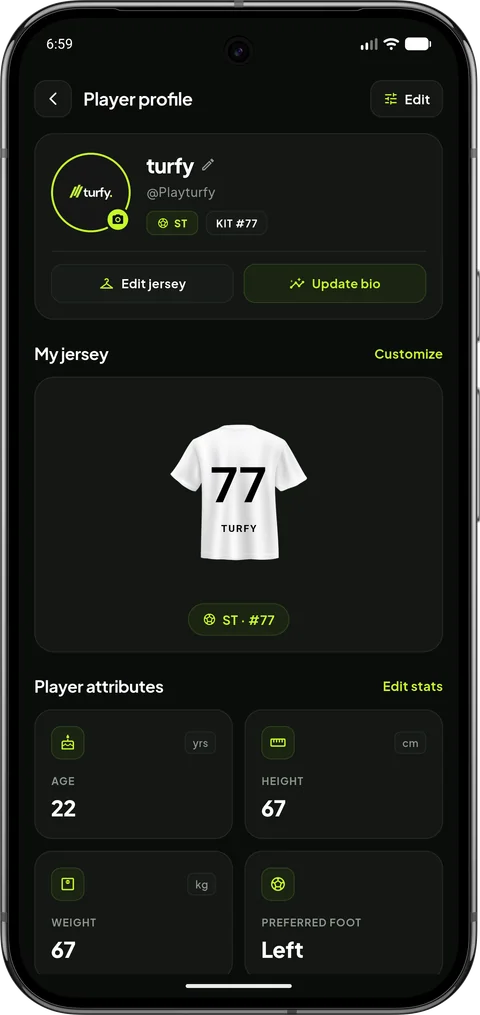 6:59
Player profile
Edit
turfy.
turfy
@Playturfy
ST
KIT #77
Edit jersey
Update bio
My jersey
Customize
77
TURFY
ST · #77
Player attributes
Edit stats
yrs
AGE
22
cm
HEIGHT
67
kg
WEIGHT
67
PREFERRED FOOT
Left